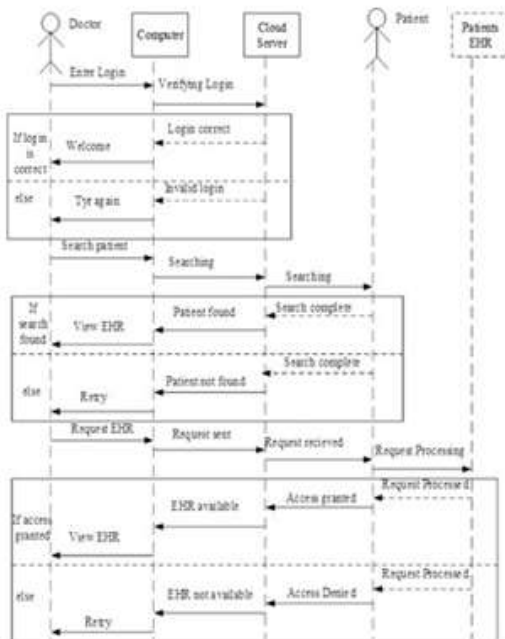 Doctor
Computer
Cloud
Server
Patient
Patients
EHR
Enter Login
Verifying Login
If login
is
correct
Login correct
Welcome
else
Invalid login
Tyr again
Search patient
Searching
Searching
If
search
found
Search complete
Patient found
View EHR
Search complete
else
Patient not found
Retry
Request EHR
Request sent
Request recieved
Request Processing
Request Processed
If access
granted
Access granted
EHR available
View EHR
Request Processed
else
Access Denied
EHR not available
Retry